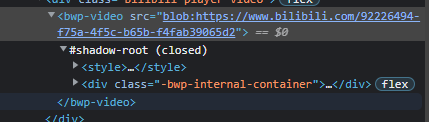 <div class="bilibili-player-video"> flex
▼<bwp-video src="blob:https://www.bilibili.com/92226494-
f75a-4f5c-b65b-f4fab39065d2"> == $0
▼#shadow-root (closed)
▶<style>…</style>
▶<div class="-bwp-internal-container">…</div> flex
</bwp-video>
</div>